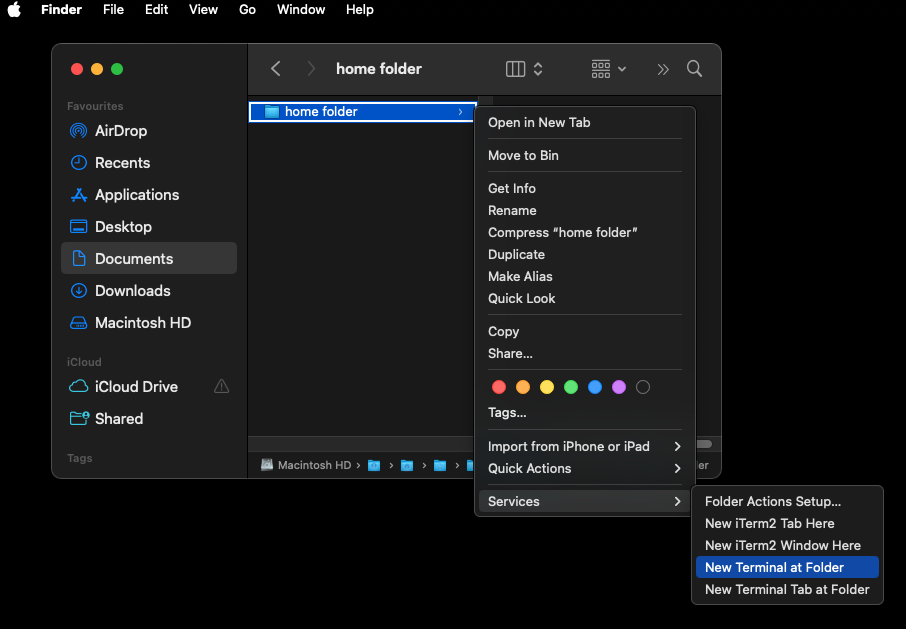 Finder File Edit View Go Window Help
home folder
Favourites
AirDrop
Recents
Applications
Desktop
Documents
Downloads
Macintosh HD
iCloud
iCloud Drive
Shared
Tags
home folder
Macintosh HD
Open in New Tab
Move to Bin
Get Info
Rename
Compress “home folder”
Duplicate
Make Alias
Quick Look
Copy
Share...
Tags...
Import from iPhone or iPad
Quick Actions
Services
Folder Actions Setup...
New iTerm2 Tab Here
New iTerm2 Window Here
New Terminal at Folder
New Terminal Tab at Folder